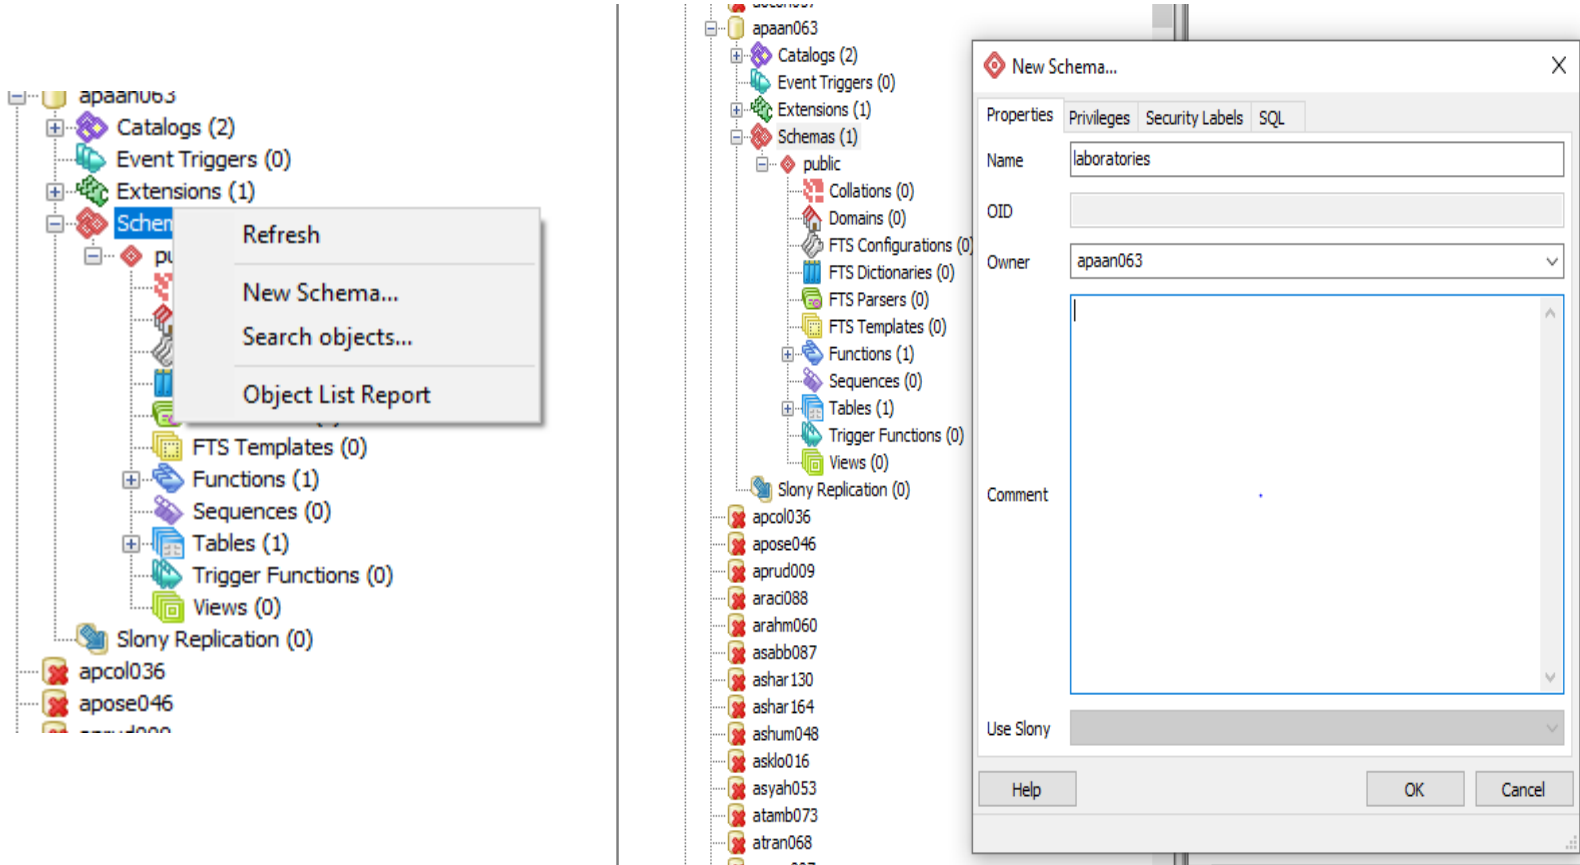 apaan063
Catalogs (2)
Event Triggers (0)
Extensions (1)
Refresh
New Schema...
Search objects...
Object List Report
FTS Templates (0)
Functions (1)
Sequences (0)
Tables (1)
Trigger Functions (0)
Views (0)
Slony Replication (0)
apcol036
apose046
apaan063
Catalogs (2)
Event Triggers (0)
Extensions (1)
Schemas (1)
public
Collations (0)
Domains (0)
FTS Configurations (0)
FTS Dictionaries (0)
FTS Parsers (0)
FTS Templates (0)
Functions (1)
Sequences (0)
Tables (1)
Trigger Functions (0)
Views (0)
Slony Replication (0)
apcol036
apose046
aprud009
araci088
arahm060
asabb087
ashar130
ashar164
ashum048
asklo016
asyah053
atamb073
atran068
New Schema...
Properties Privileges Security Labels SQL
Name laboratories
OID
Owner apaan063
Comment
Use Slony
Help OK Cancel